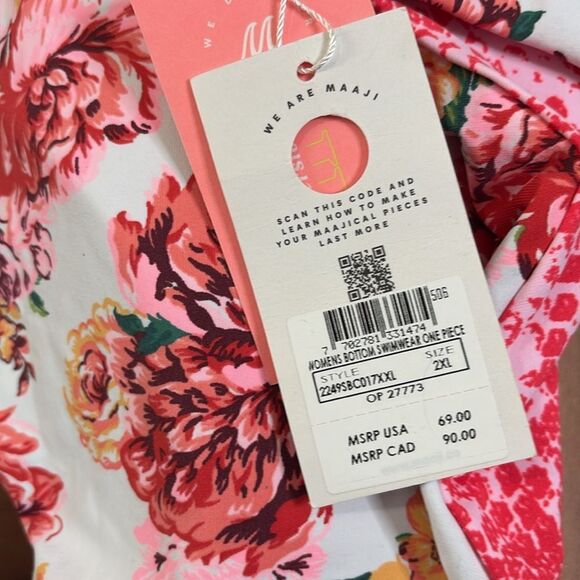 WE ARE MAAJI
SCAN THIS CODE AND
LEARN HOW TO MAKE
YOUR MAAJICAL PIECES
LAST MORE
50B
7 702781 331474
WOMENS BOTTOM SWIMWEAR ONE PIECE
STYLE SIZE
2249SBC017XXL 2XL
OP 27773
MSRP USA 69.00
MSRP CAD 90.00